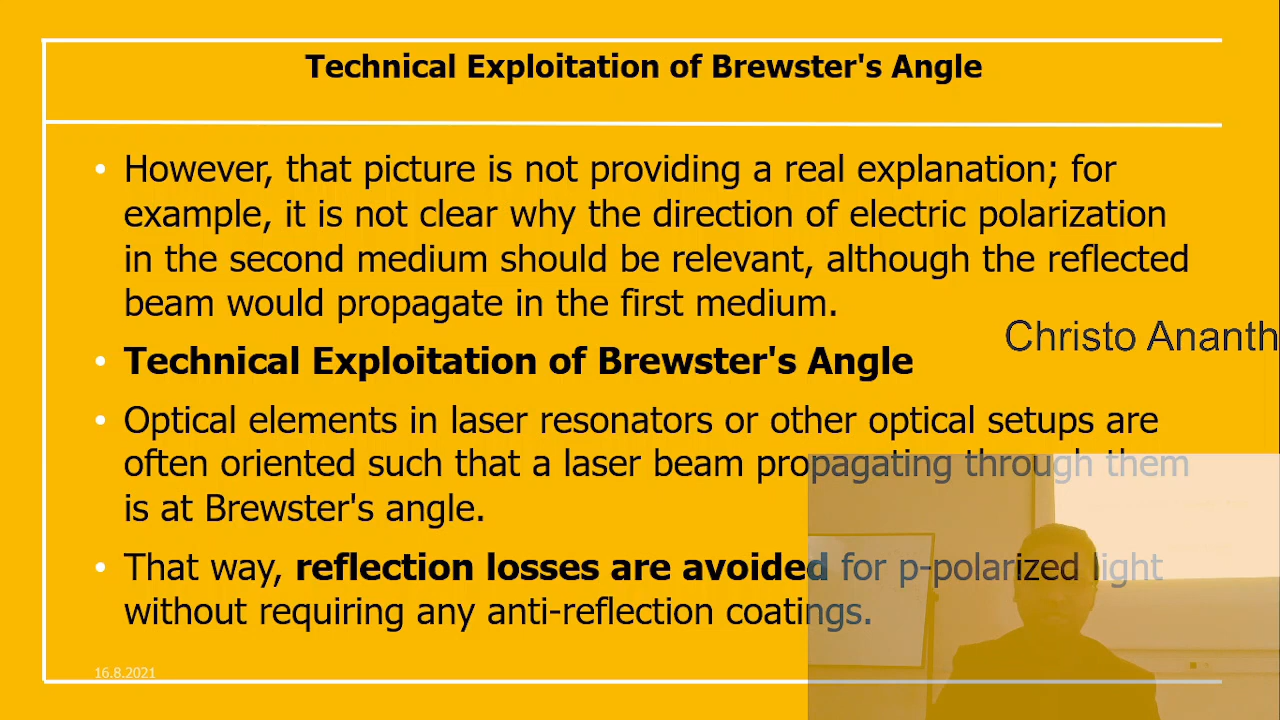 Technical Exploitation of Brewster's Angle
• However, that picture is not providing a real explanation; for
example, it is not clear why the direction of electric polarization
in the second medium should be relevant, although the reflected
beam would propagate in the first medium.
Christo Ananth
• Technical Exploitation of Brewster's Angle
• Optical elements in laser resonators or other optical setups are
often oriented such that a laser beam propagating through them
is at Brewster's angle.
• That way, reflection losses are avoided for p-polarized light
without requiring any anti-reflection coatings.
16.8.2021